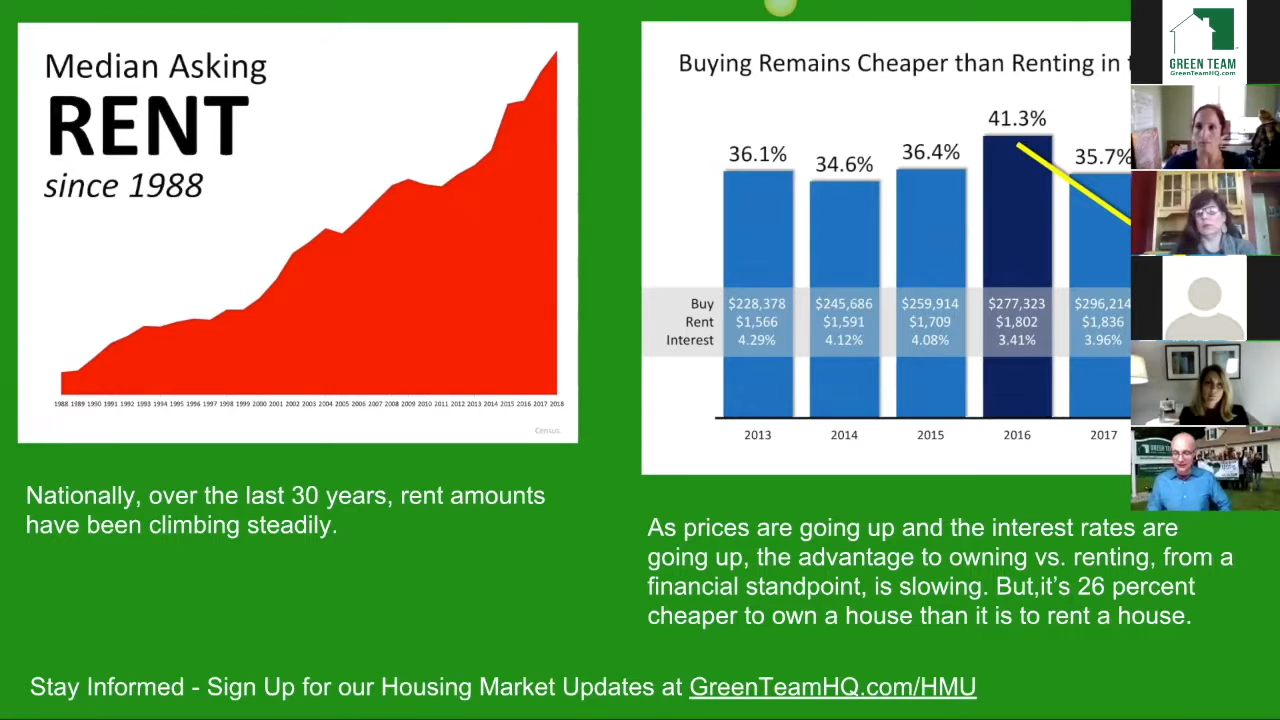 Median Asking
RENT
since 1988
1988 1989 1990 1991 1992 1993 1994 1995 1996 1997 1998 1999 2000 2001 2002 2003 2004 2005 2006 2007 2008 2009 2010 2011 2012 2013 2014 2015 2016 2017 2018
Census.
Nationally, over the last 30 years, rent amounts
have been climbing steadily.
Buying Remains Cheaper than Renting in
41.3%
36.1% 34.6% 36.4% 35.7%
Buy $228,378 $245,686 $259,914 $277,323 $296,214
Rent $1,566 $1,591 $1,709 $1,802 $1,836
Interest 4.29% 4.12% 4.08% 3.41% 3.96%
2013 2014 2015 2016 2017
As prices are going up and the interest rates are
going up, the advantage to owning vs. renting, from a
financial standpoint, is slowing. But,it's 26 percent
cheaper to own a house than it is to rent a house.
Stay Informed - Sign Up for our Housing Market Updates at GreenTeamHQ.com/HMU
GREEN TEAM
GreenTeamHQ.com
GREEN TEAM